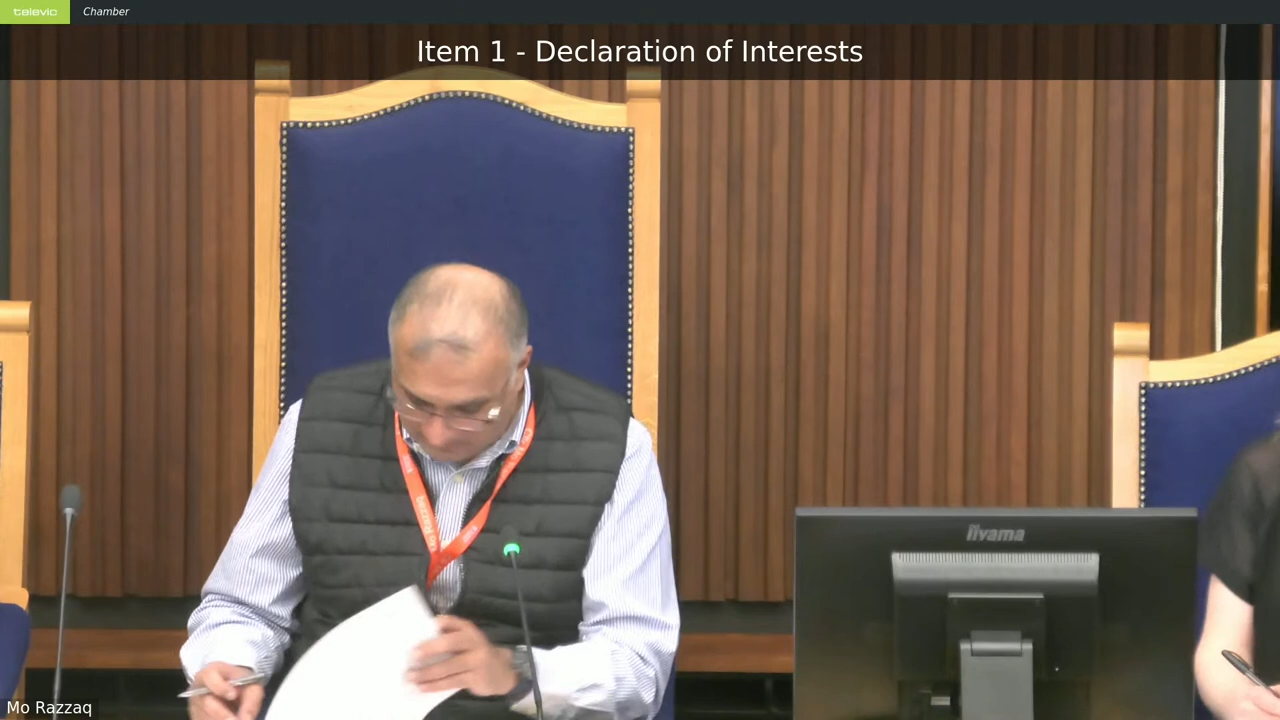 televic Chamber
Item 1 - Declaration of Interests
iiyama
Mo Razzaq